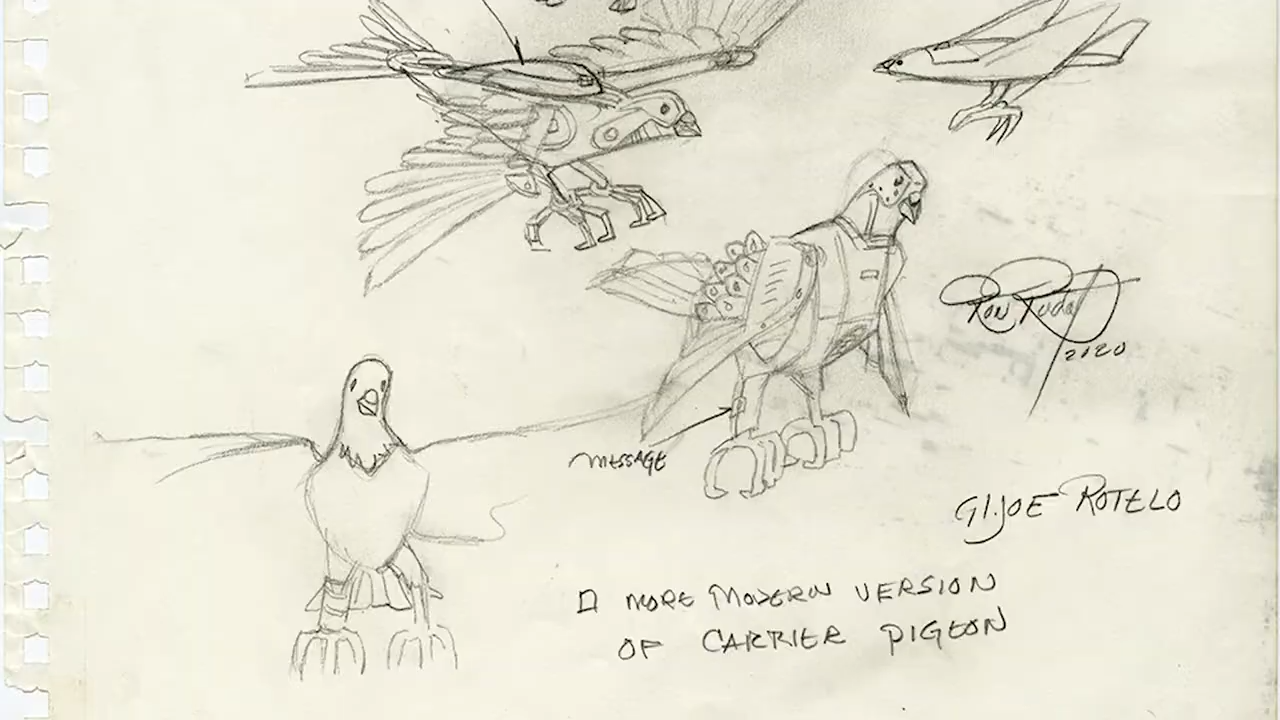 Ron Rudat
2020
MESSAGE
GI.JOE ROTELO
A MORE MODERN VERSION
OF CARRIER PIGEON